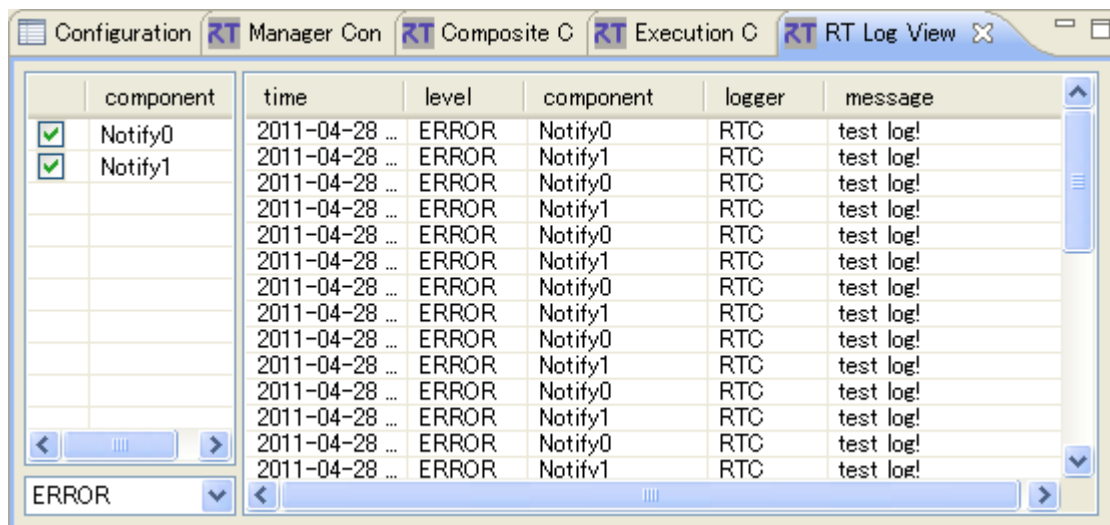 Configuration RT Manager Con RT Composite C RT Execution C RT RT Log View
component
Notify0
Notify1
ERROR
time level component logger message
2011-04-28 ... ERROR Notify0 RTC test log!
2011-04-28 ... ERROR Notify1 RTC test log!
2011-04-28 ... ERROR Notify0 RTC test log!
2011-04-28 ... ERROR Notify1 RTC test log!
2011-04-28 ... ERROR Notify0 RTC test log!
2011-04-28 ... ERROR Notify1 RTC test log!
2011-04-28 ... ERROR Notify0 RTC test log!
2011-04-28 ... ERROR Notify1 RTC test log!
2011-04-28 ... ERROR Notify0 RTC test log!
2011-04-28 ... ERROR Notify1 RTC test log!
2011-04-28 ... ERROR Notify0 RTC test log!
2011-04-28 ... ERROR Notify1 RTC test log!
2011-04-28 ... ERROR Notify0 RTC test log!
2011-04-28 ... ERROR Notify1 RTC test log!